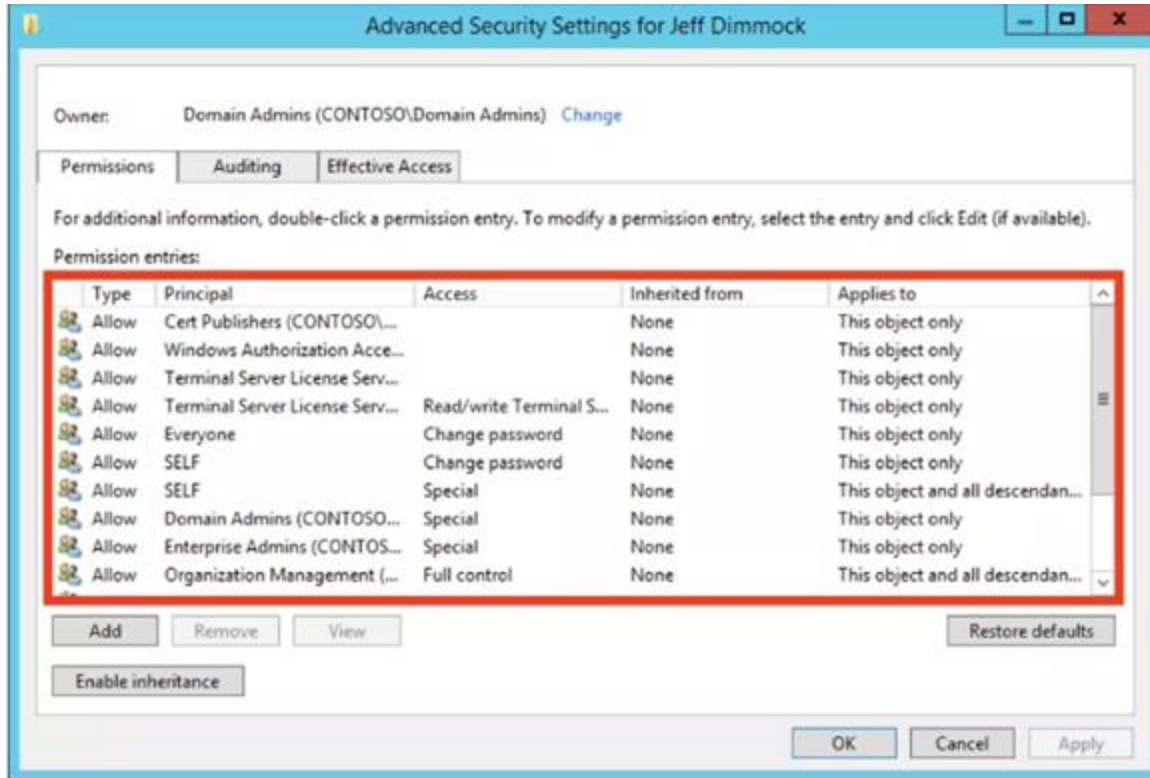 Advanced Security Settings for Jeff Dimmock
Owner: Domain Admins (CONTOSO\Domain Admins) Change
Permissions Auditing Effective Access
For additional information, double-click a permission entry. To modify a permission entry, select the entry and click Edit (if available).
Permission entries:
Type Principal Access Inherited from Applies to
Allow Cert Publishers (CONTOSO\... None This object only
Allow Windows Authorization Acce... None This object only
Allow Terminal Server License Serv... None This object only
Allow Terminal Server License Serv... Read/write Terminal S... None This object only
Allow Everyone Change password None This object only
Allow SELF Change password None This object only
Allow SELF Special None This object and all descendan...
Allow Domain Admins (CONTOSO... Special None This object only
Allow Enterprise Admins (CONTOS... Special None This object only
Allow Organization Management (... Full control None This object and all descendan...
Add Remove View Restore defaults
Enable inheritance
OK Cancel Apply